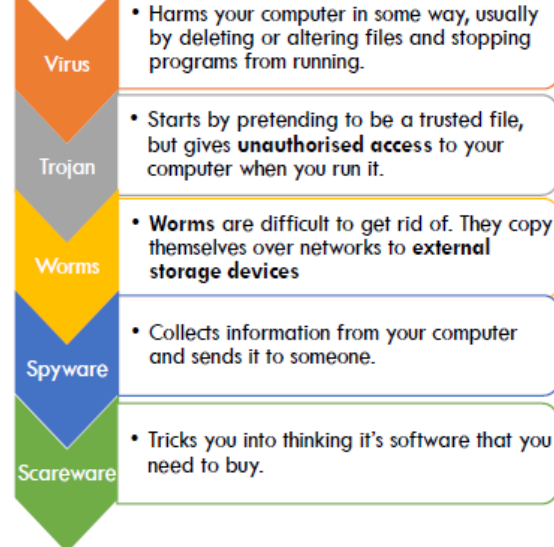 Virus
• Harms your computer in some way, usually
by deleting or altering files and stopping
programs from running.
Trojan
• Starts by pretending to be a trusted file,
but gives unauthorised access to your
computer when you run it.
Worms
• Worms are difficult to get rid of. They copy
themselves over networks to external
storage devices
Spyware
• Collects information from your computer
and sends it to someone.
Scareware
• Tricks you into thinking it's software that you
need to buy.